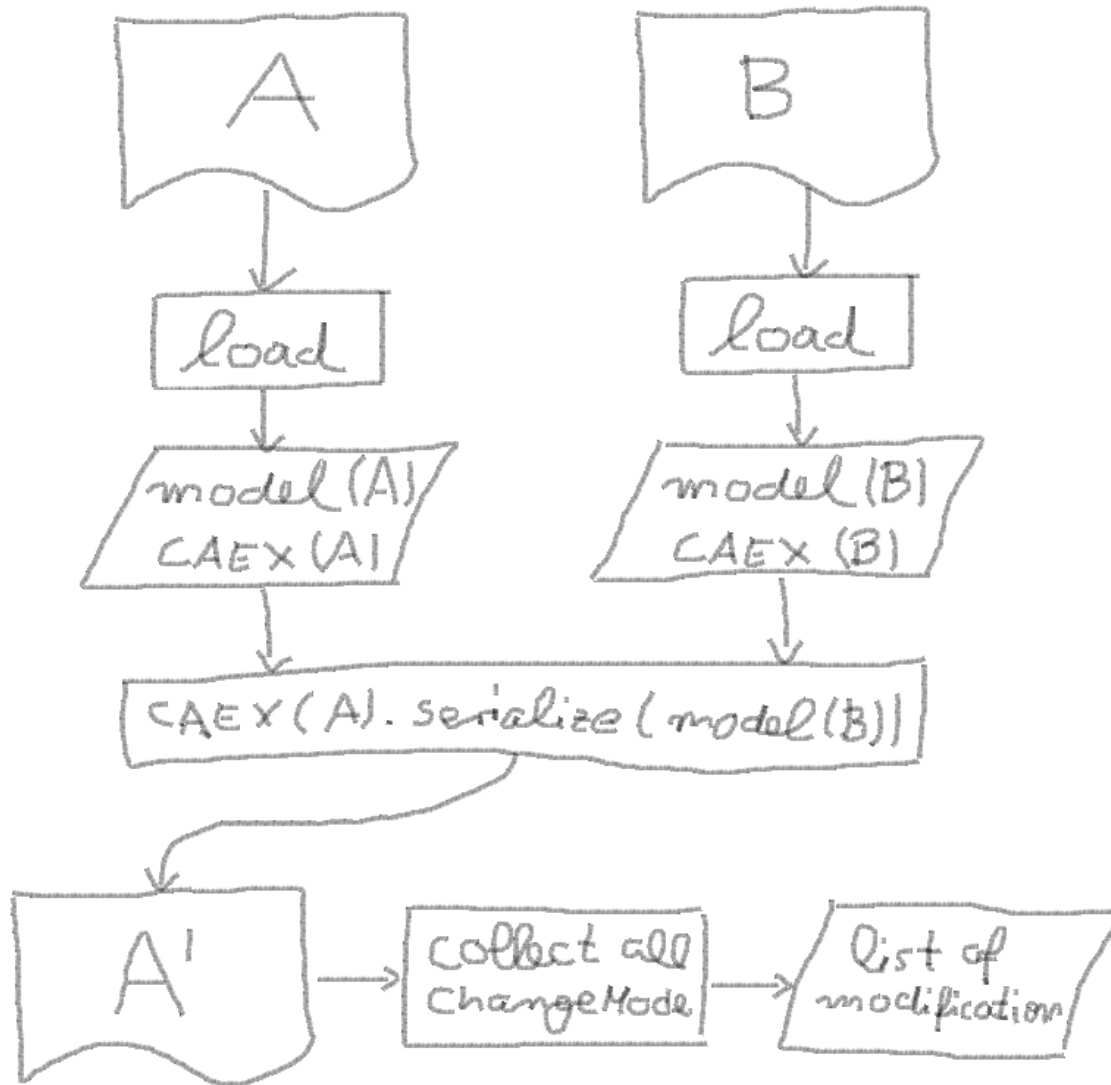 A
B
load
load
model(A)
CAEX(A)
model(B)
CAEX(B)
CAEX(A).serialize(model(B))
A'
collect all
ChangeMode
list of
modification